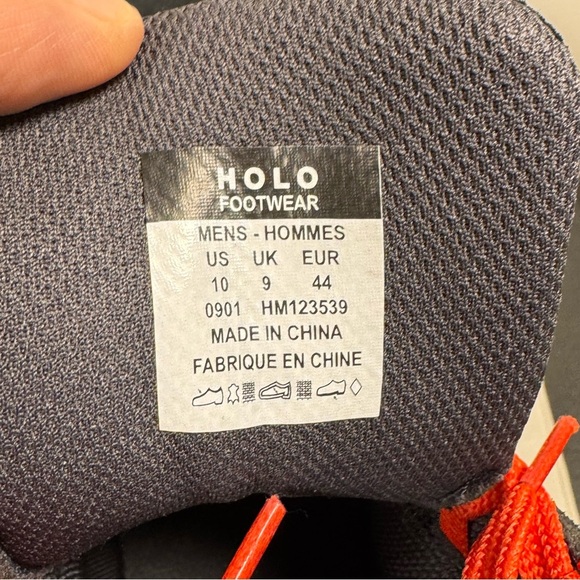 HOLO
FOOTWEAR
MENS - HOMMES
US UK EUR
10 9 44
0901 HM123539
MADE IN CHINA
FABRIQUE EN CHINE